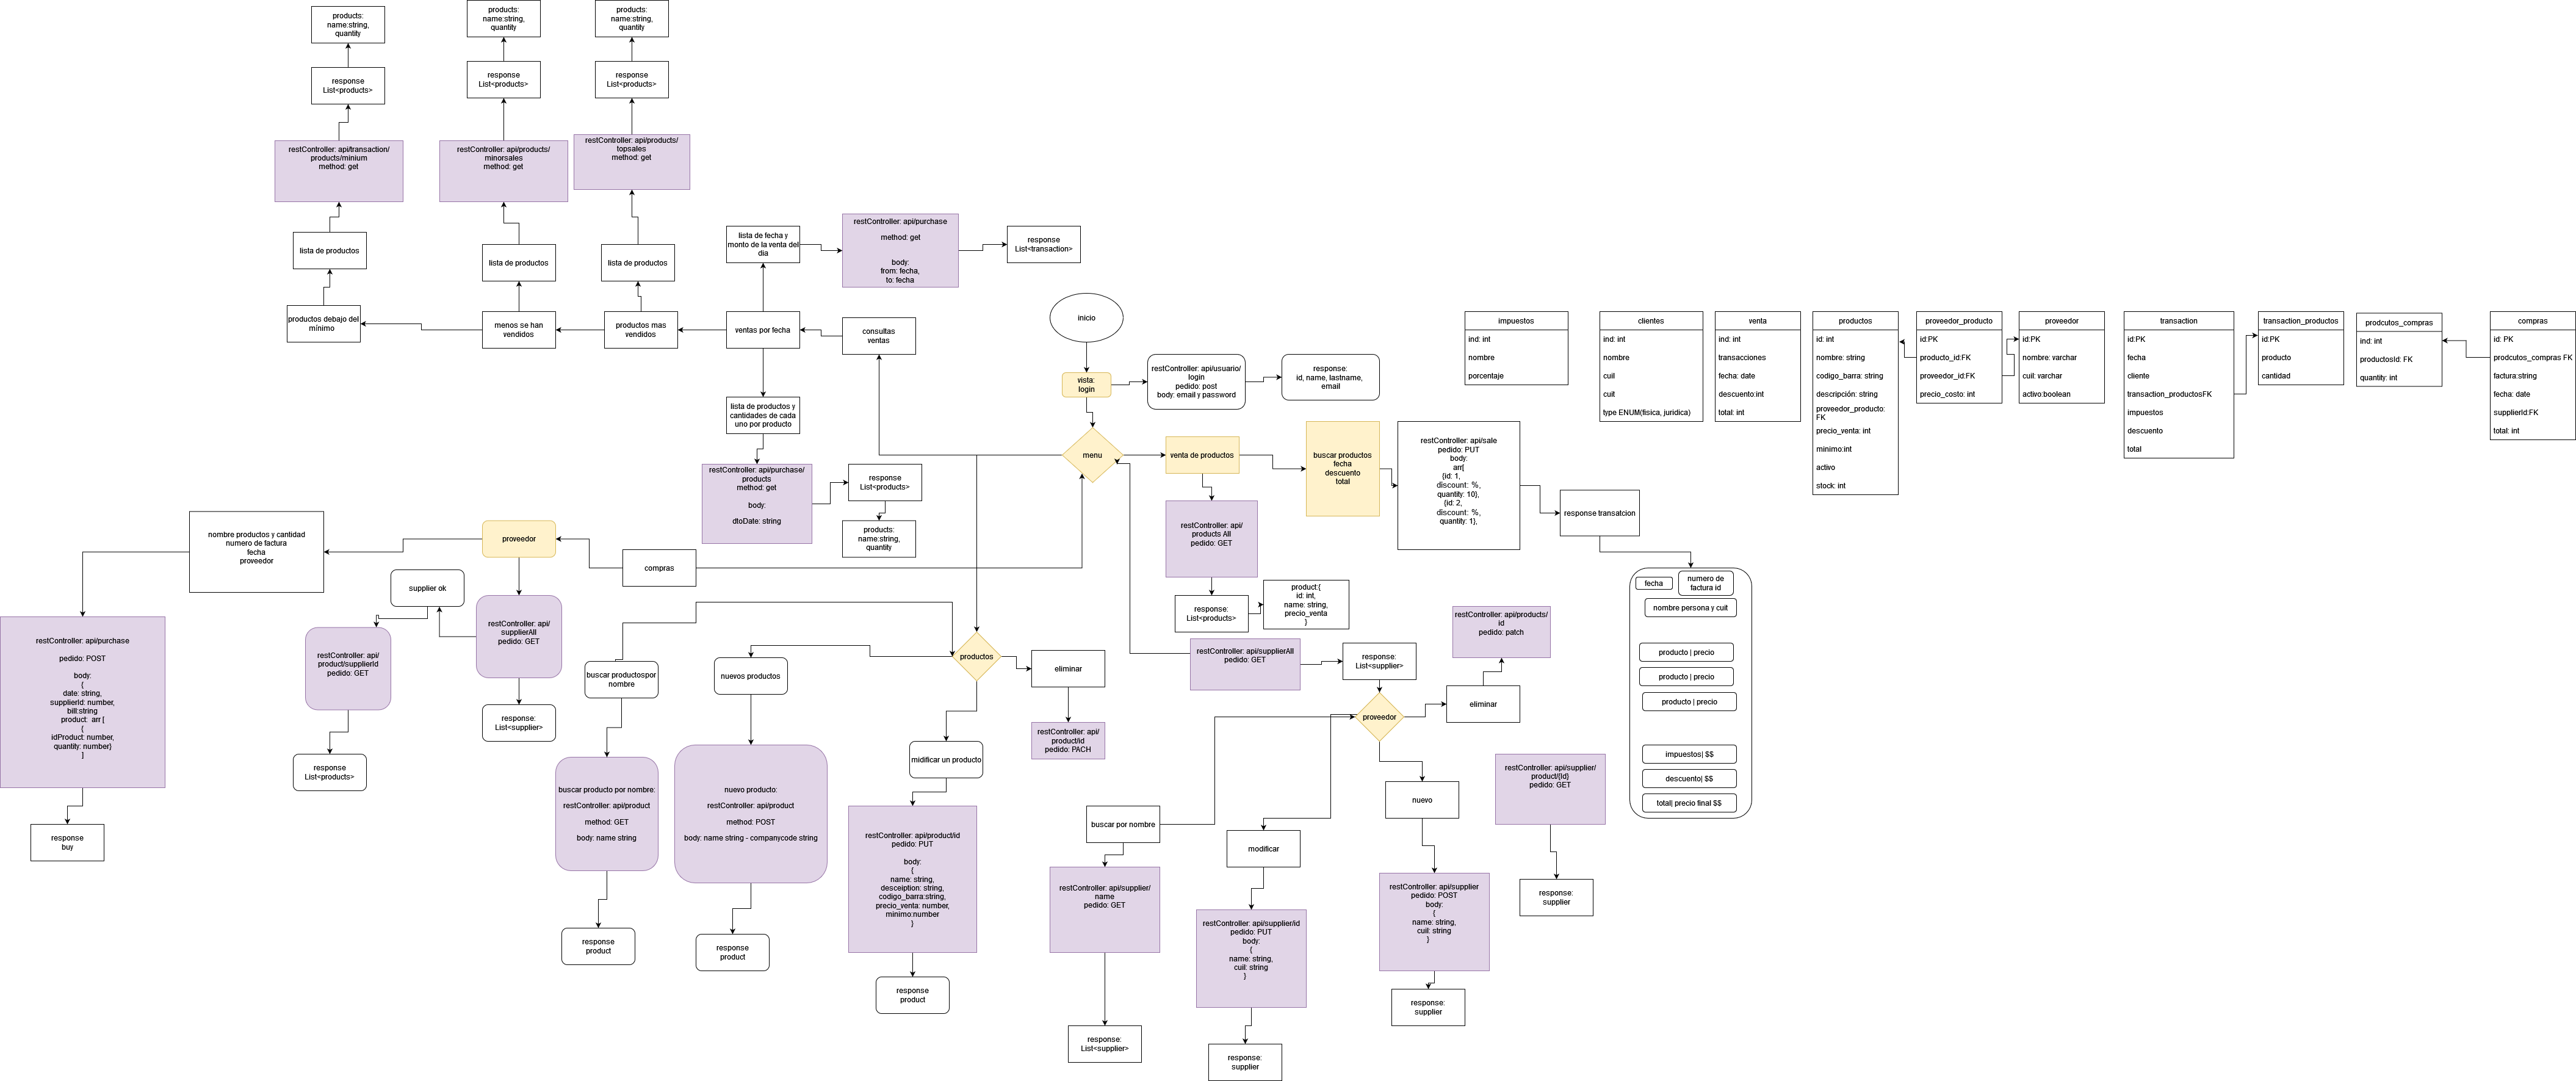 products:
name:string,
quantity
products:
name:string,
quantity
products:
name:string,
quantity
response
List<products>
response
List<products>
response
List<products>
restController: api/transaction/
products/minium
method: get
restController: api/products/
minorsales
method: get
restController: api/products/
topsales
method: get
lista de productos
lista de productos
lista de productos
lista de fecha y
monto de la venta del
dia
restController: api/purchase
method: get
body:
from: fecha,
to: fecha
response
List<transaction>
productos debajo del
mínimo
menos se han
vendidos
productos mas
vendidos
ventas por fecha
consultas
ventas
inicio
vista:
login
restController: api/usuario/
login
pedido: post
body: email y password
response:
id, name, lastname,
email
impuestos
ind: int
nombre
porcentaje
clientes
ind: int
nombre
cuil
cuit
type ENUM(fisica, juridica)
venta
ind: int
transacciones
fecha: date
descuento:int
total: int
productos
id: int
nombre: string
codigo_barra: string
descripción: string
proveedor_producto:
FK
precio_venta: int
minimo:int
activo
stock: int
proveedor_producto
id:PK
producto_id:FK
proveedor_id:FK
precio_costo: int
proveedor
id:PK
nombre: varchar
cuil: varchar
activo:boolean
transaction
id:PK
fecha
cliente
transaction_productosFK
impuestos
descuento
total
transaction_productos
id:PK
producto
cantidad
prodcutos_compras
ind: int
productosId: FK
quantity: int
compras
id: PK
prodcutos_compras FK
factura:string
fecha: date
supplierId:FK
total: int
lista de productos y
cantidades de cada
uno por producto
restController: api/purchase/
products
method: get
body:
dtoDate: string
response
List<products>
products:
name:string,
quantity
menu
venta de productos
buscar productos
fecha
descuento
total
restController: api/sale
pedido: PUT
body:
arr[
{id: 1,
discount: %,
quantity: 10},
{id: 2,
discount: %,
quantity: 1},
response transatcion
restController: api/
products All
pedido: GET
response:
List<products>
product:{
id: int,
name: string,
precio_venta
}
fecha
numero de
factura id
nombre persona y cuit
producto | precio
producto | precio
producto | precio
impuestos| $$
descuento| $$
total| precio final $$
nombre productos y cantidad
numero de factura
fecha
proveedor
proveedor
compras
supplier ok
restController: api/
supplierAll
pedido: GET
restController: api/
product/supplierId
pedido: GET
response:
List<supplier>
response
List<products>
restController: api/purchase
pedido: POST
body:
{
date: string,
supplierId: number,
bill:string
product:  arr [
{
idProduct: number,
quantity: number}
]
response
buy
buscar productospor
nombre
nuevos productos
productos
eliminar
restController: api/
product/id
pedido: PACH
midificar un producto
buscar producto por nombre:
restController: api/product
method: GET
body: name string
response
product
nuevo producto:
restController: api/product
method: POST
body: name string - companycode string
response
product
restController: api/product/id
pedido: PUT
body:
{
name: string,
desceiption: string,
codigo_barra:string,
precio_venta: number,
minimo:number
}
response
product
restController: api/supplierAll
pedido: GET
response:
List<supplier>
restController: api/products/
id
pedido: patch
proveedor
eliminar
nuevo
restController: api/supplier/
product/{Id}
pedido: GET
response:
supplier
buscar por nombre
modificar
restController: api/supplier/
name
pedido: GET
response:
List<supplier>
restController: api/supplier/id
pedido: PUT
body:
{
name: string,
cuil: string
}
response:
supplier
restController: api/supplier
pedido: POST
body:
{
name: string,
cuil: string
}
response:
supplier